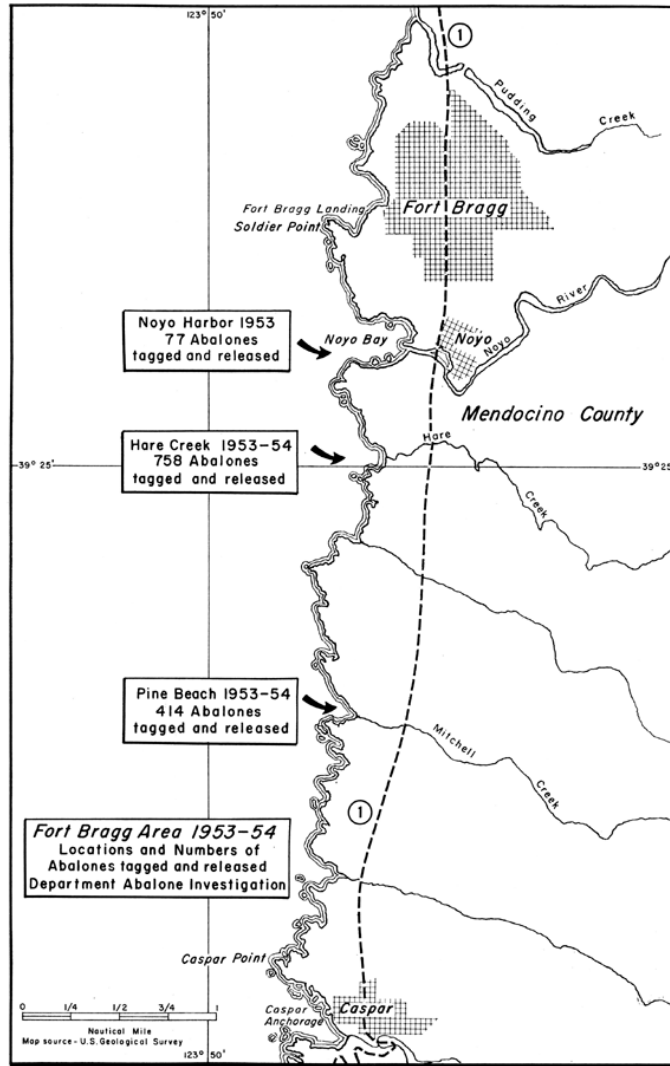 123° 50'
1
Pudding
Creek
Fort Bragg Landing
Soldier Point
Fort Bragg
River
Noyo Harbor 1953
77 Abalones
tagged and released
Noyo Bay
Noyo
Noyo
Mendocino County
Hare Creek 1953-54
758 Abalones
tagged and released
Hare
Creek
39° 25'
39° 25'
Pine Beach 1953-54
414 Abalones
tagged and released
Mitchell
Creek
1
Fort Bragg Area 1953-54
Locations and Numbers of
Abalones tagged and released
Department Abalone Investigation
Caspar Point
Caspar
Anchorage
Caspar
0 1/4 1/2 3/4 1
Nautical Mile
Map source - U.S. Geological Survey
123° 50'